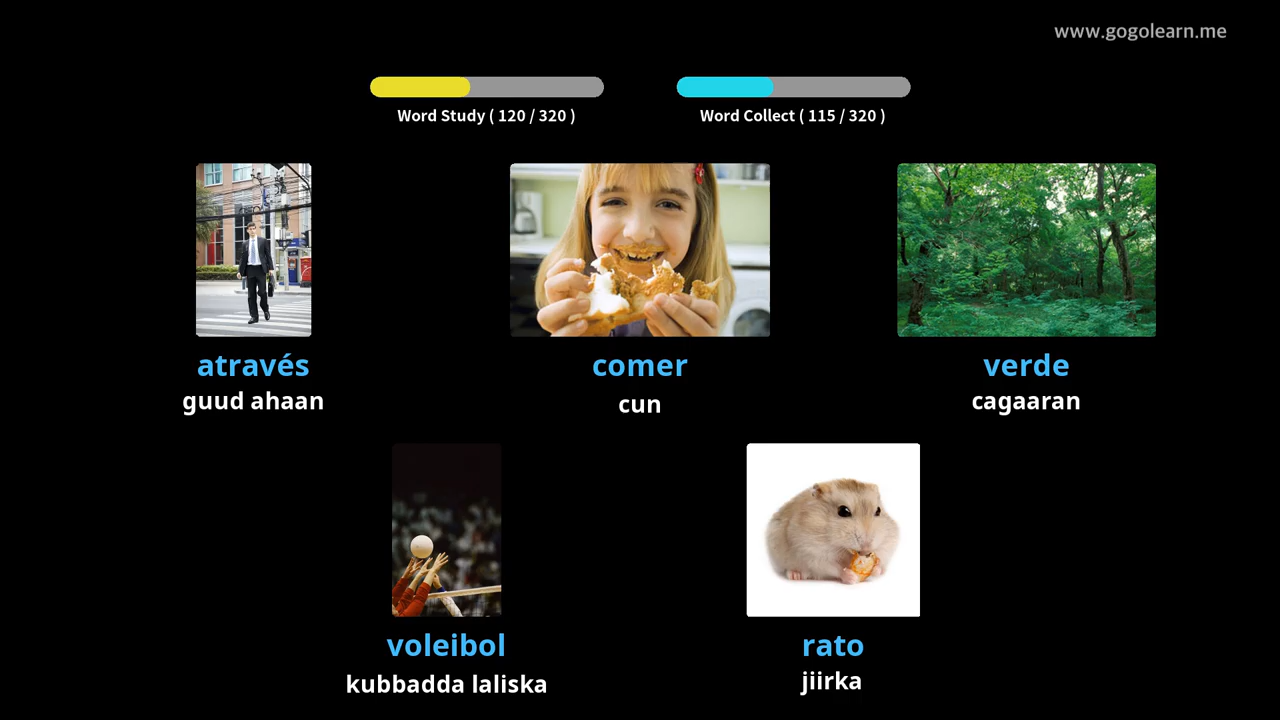 www.gogolearn.me
Word Study ( 120 / 320 )
Word Collect ( 115 / 320 )
através
guud ahaan
comer
cun
verde
cagaaran
voleibol
kubbadda laliska
rato
jiirka